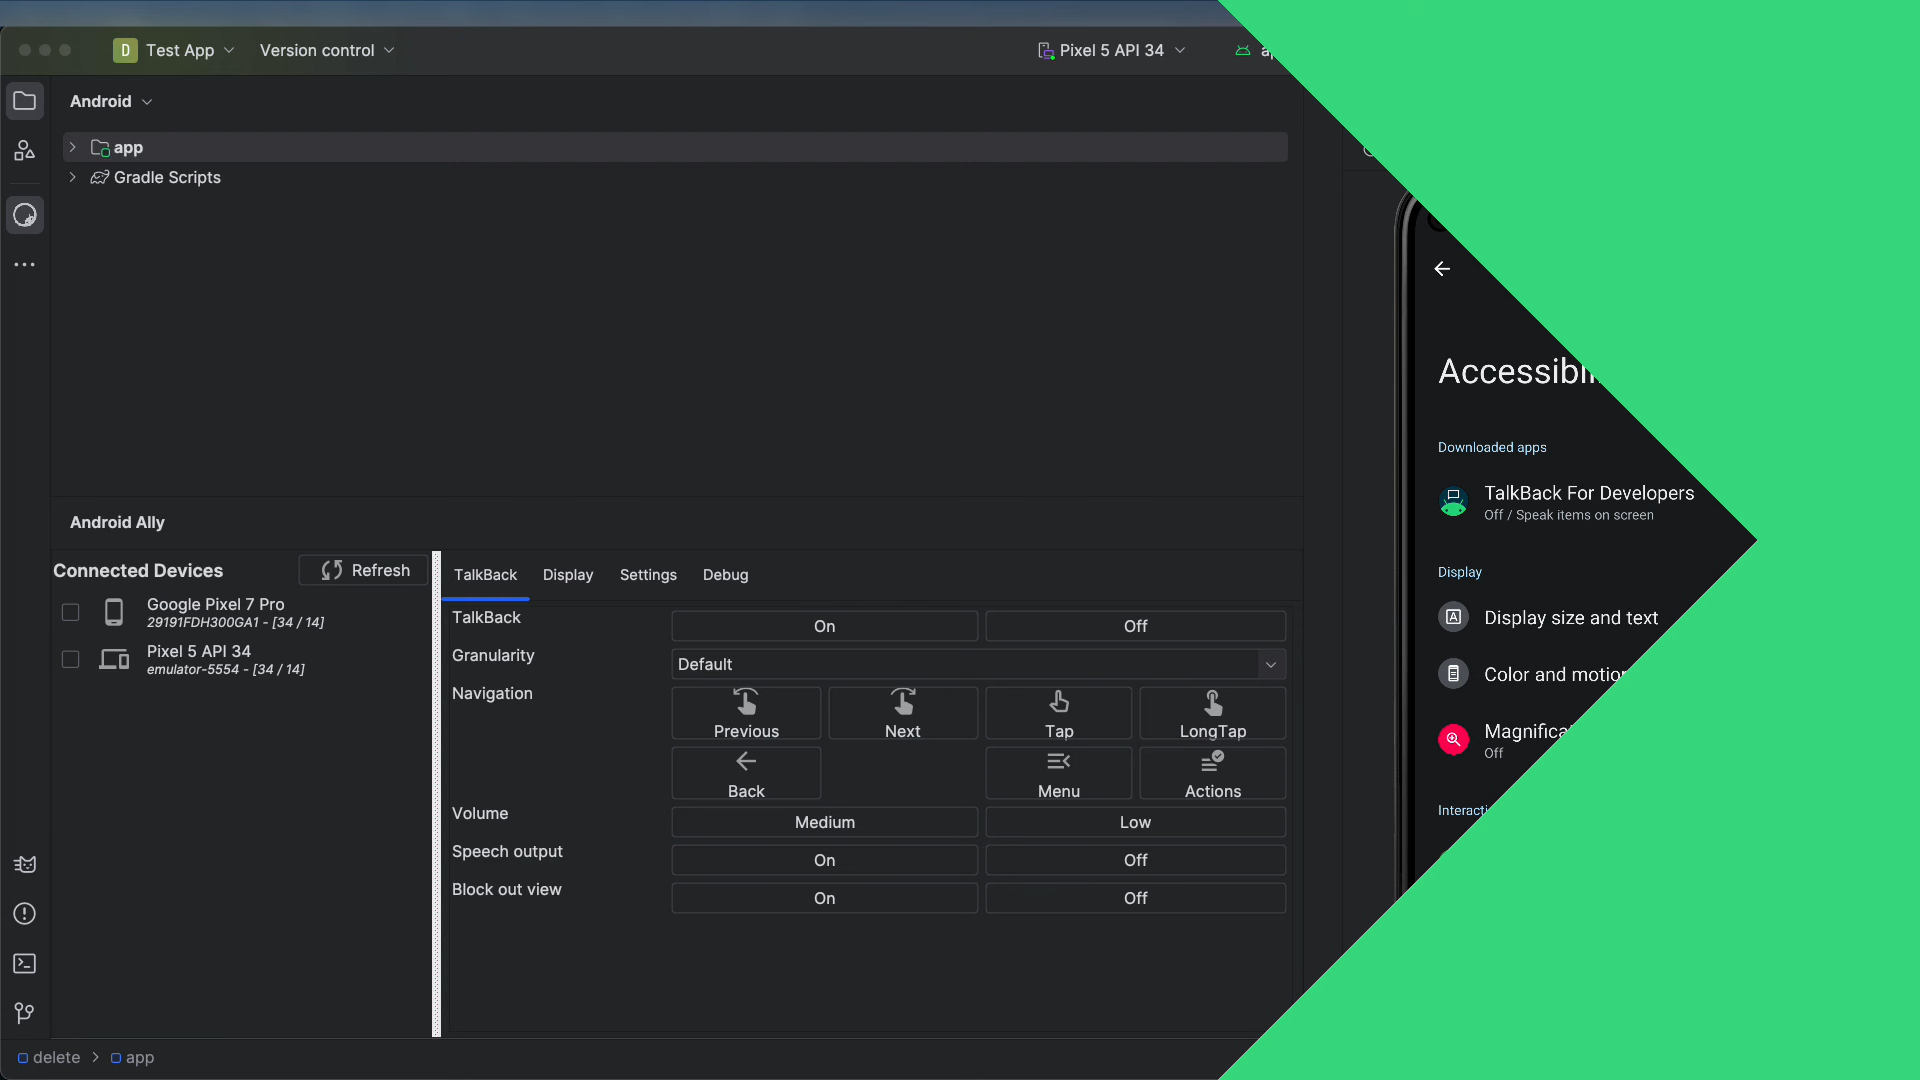 D Test App Version control Pixel 5 API 34
Android
app
Gradle Scripts
Android Ally
Connected Devices Refresh
Google Pixel 7 Pro
29191FDH300GA1 - [34 / 14]
Pixel 5 API 34
emulator-5554 - [34 / 14]
TalkBack Display Settings Debug
TalkBack On Off
Granularity Default
Navigation Previous Next Tap LongTap
Back Menu Actions
Volume Medium Low
Speech output On Off
Block out view On Off
delete > app
Downloaded apps
TalkBack For Developers
Off / Speak items on screen
Display
Display size and text
Color and
Off